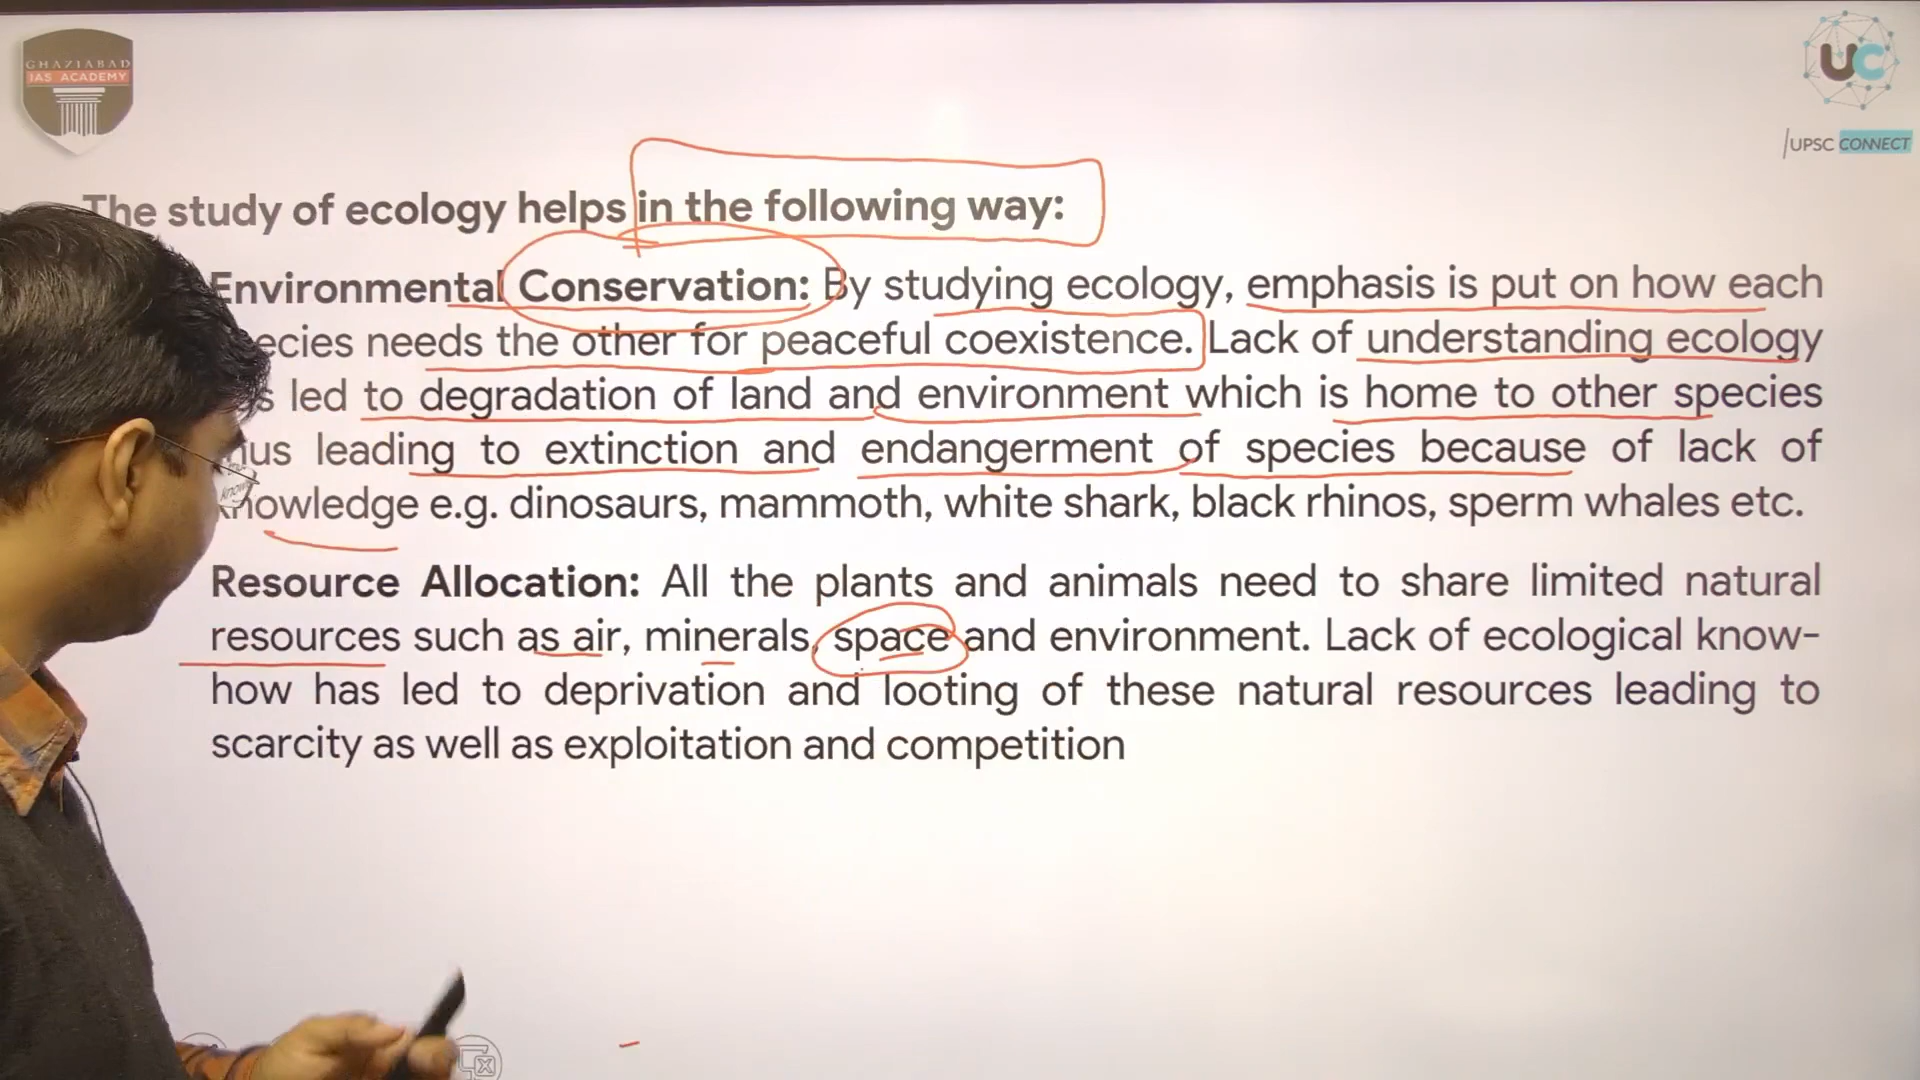 GHAZIABAD
IAS ACADEMY
UC
UPSC CONNECT
The study of ecology helps in the following way:
Environmental Conservation: By studying ecology, emphasis is put on how each
ecies needs the other for peaceful coexistence. Lack of understanding ecology
s led to degradation of land and environment which is home to other species
hus leading to extinction and endangerment of species because of lack of
knowledge e.g. dinosaurs, mammoth, white shark, black rhinos, sperm whales etc.
Resource Allocation: All the plants and animals need to share limited natural
resources such as air, minerals, space and environment. Lack of ecological know-
how has led to deprivation and looting of these natural resources leading to
scarcity as well as exploitation and competition